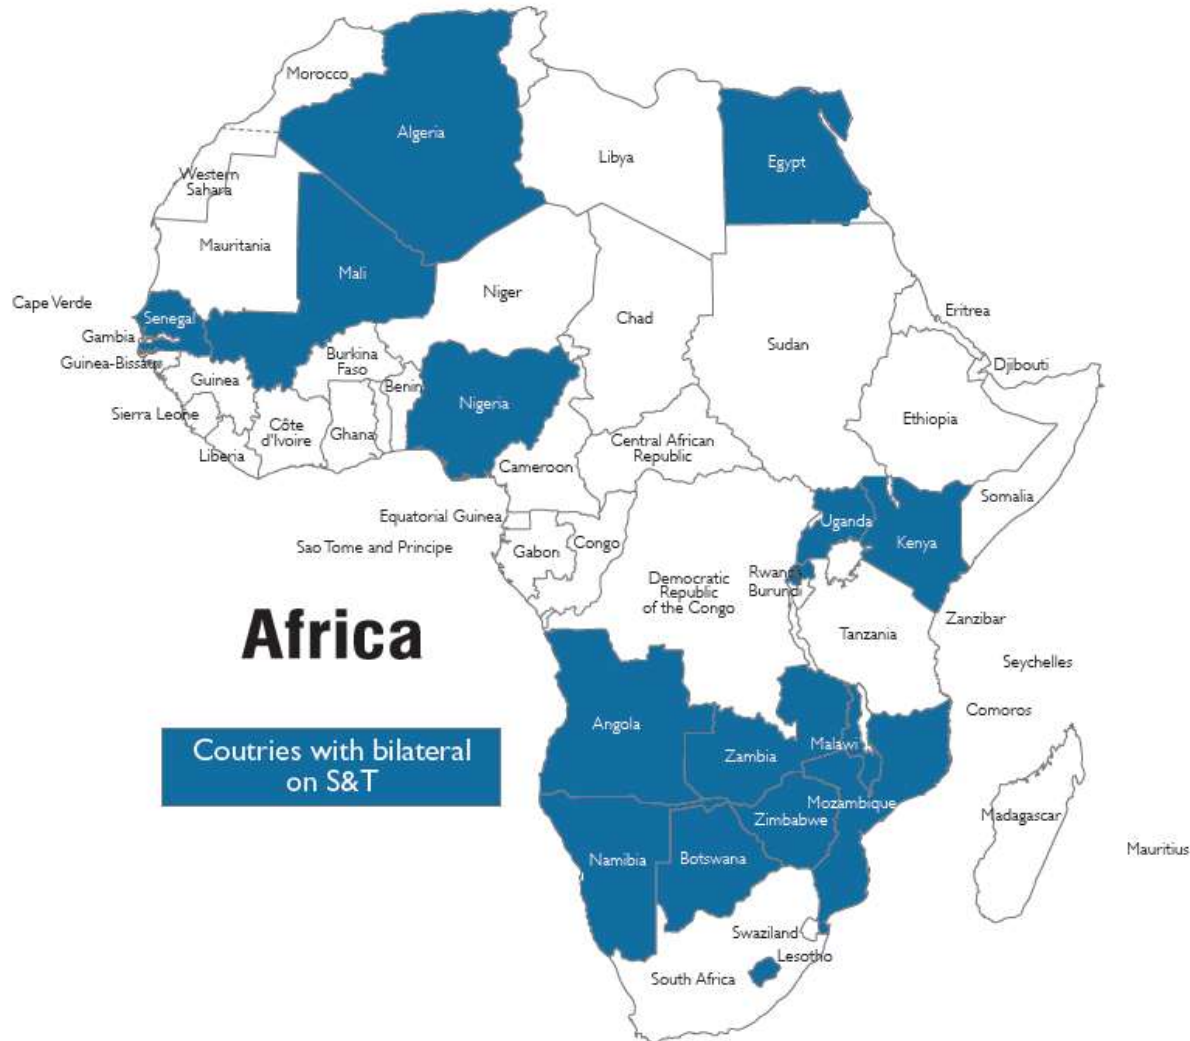 Morocco
Algeria
Libya
Egypt
Western
Sahara
Mauritania
Mali
Niger
Chad
Sudan
Eritrea
Cape Verde
Senegal
Gambia
Guinea-Bissau
Guinea
Burkina
Faso
Benin
Nigeria
Djibouti
Ethiopia
Sierra Leone
Liberia
Côte
d'Ivoire
Ghana
Cameroon
Central African
Republic
Somalia
Equatorial Guinea
Sao Tome and Principe
Gabon
Congo
Democratic
Republic
of the Congo
Uganda
Kenya
Rwanda
Burundi
Tanzania
Zanzibar
Seychelles
Comoros
Africa
Coutries with bilateral
on S&T
Angola
Zambia
Malawi
Mozambique
Zimbabwe
Namibia
Botswana
Madagascar
Mauritius
Swaziland
Lesotho
South Africa